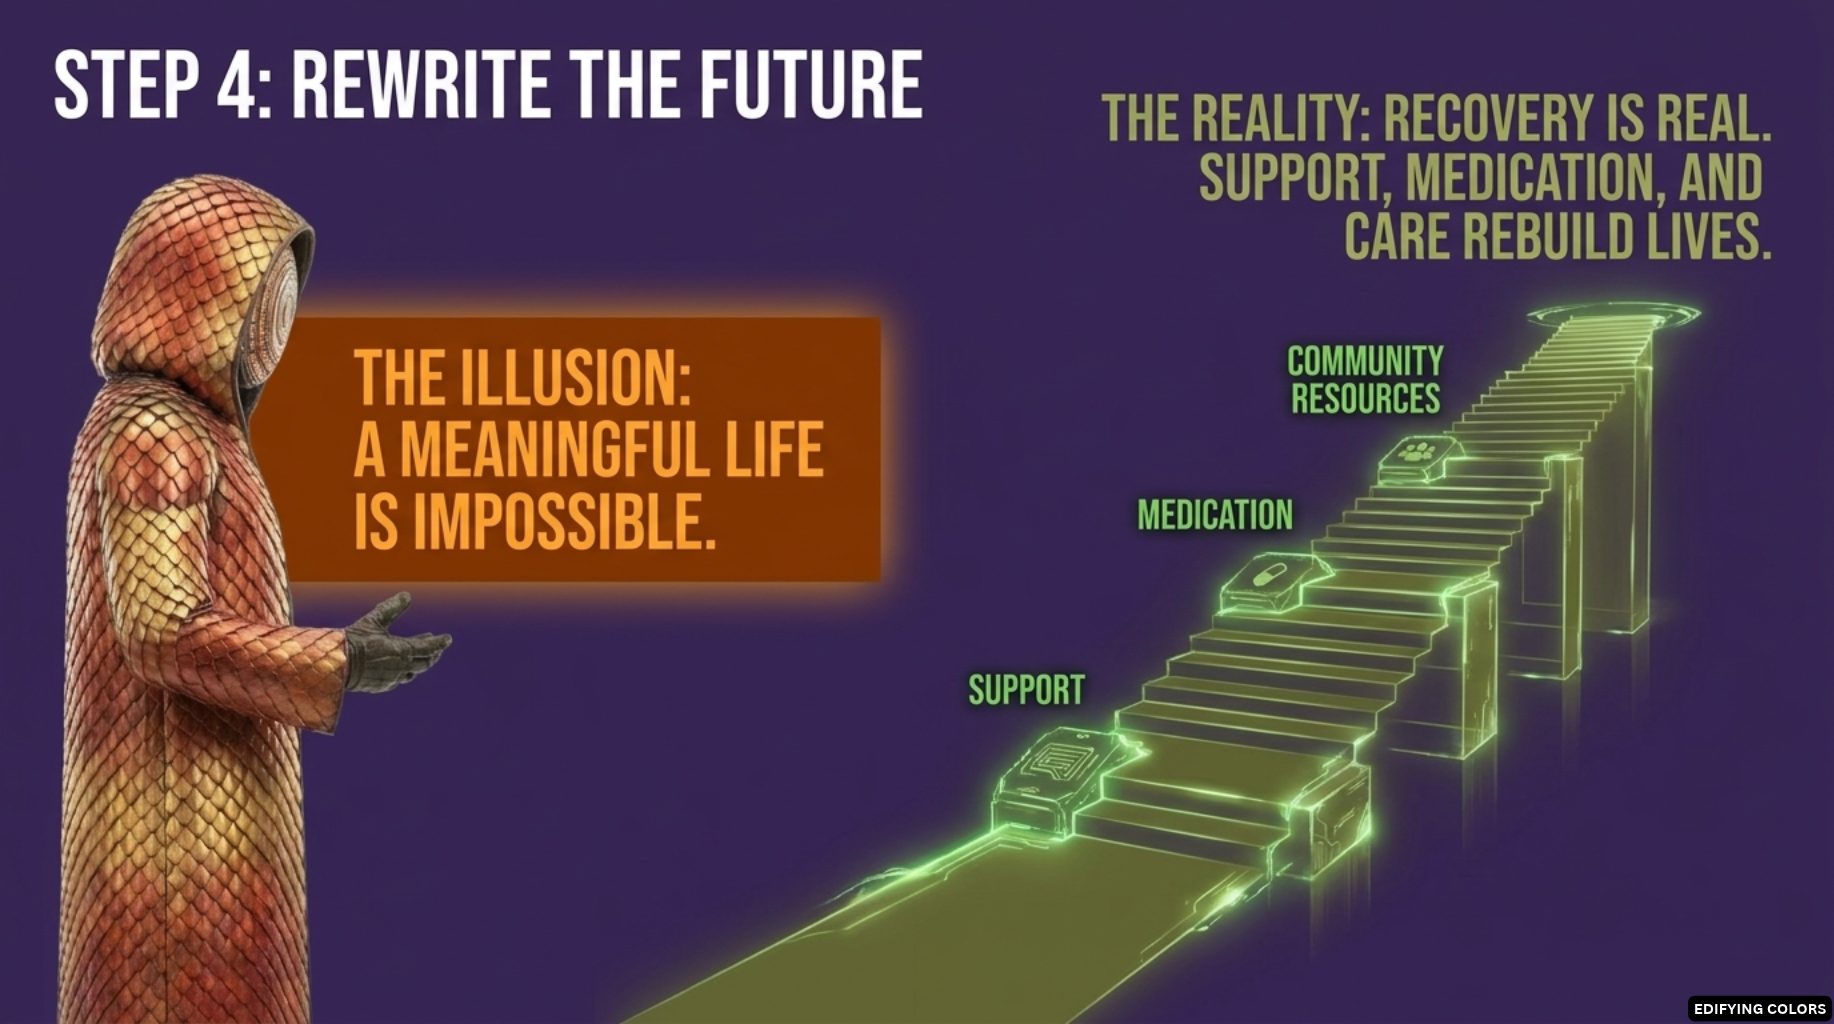 STEP 4: REWRITE THE FUTURE
THE REALITY: RECOVERY IS REAL.
SUPPORT, MEDICATION, AND
CARE REBUILD LIVES.
THE ILLUSION:
A MEANINGFUL LIFE
IS IMPOSSIBLE.
COMMUNITY
RESOURCES
MEDICATION
SUPPORT
EDIFYING COLORS